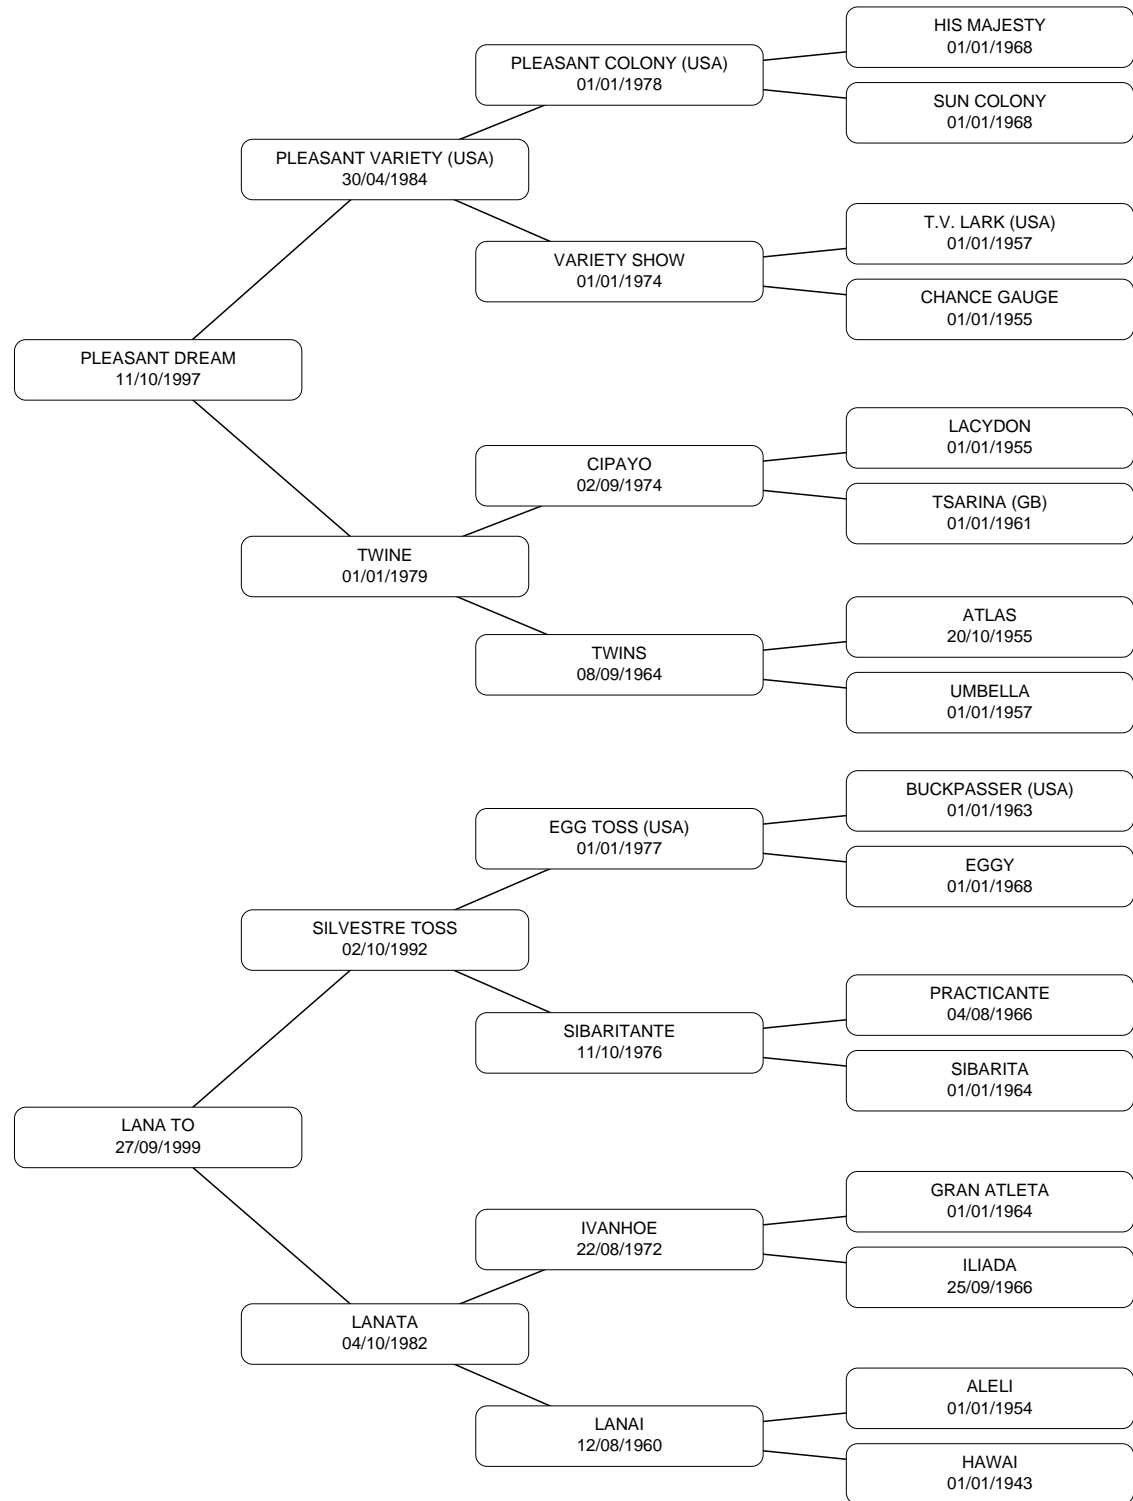 HIS MAJESTY
01/01/1968
PLEASANT COLONY (USA)
01/01/1978
SUN COLONY
01/01/1968
PLEASANT VARIETY (USA)
30/04/1984
T.V. LARK (USA)
01/01/1957
VARIETY SHOW
01/01/1974
CHANCE GAUGE
01/01/1955
PLEASANT DREAM
11/10/1997
LACYDON
01/01/1955
CIPAYO
02/09/1974
TSARINA (GB)
01/01/1961
TWINE
01/01/1979
ATLAS
20/10/1955
TWINS
08/09/1964
UMBELLA
01/01/1957
BUCKPASSER (USA)
01/01/1963
EGG TOSS (USA)
01/01/1977
EGGY
01/01/1968
SILVESTRE TOSS
02/10/1992
PRACTICANTE
04/08/1966
SIBARITANTE
11/10/1976
SIBARITA
01/01/1964
LANA TO
27/09/1999
GRAN ATLETA
01/01/1964
IVANHOE
22/08/1972
ILIADA
25/09/1966
LANATA
04/10/1982
ALELI
01/01/1954
LANAI
12/08/1960
HAWAI
01/01/1943